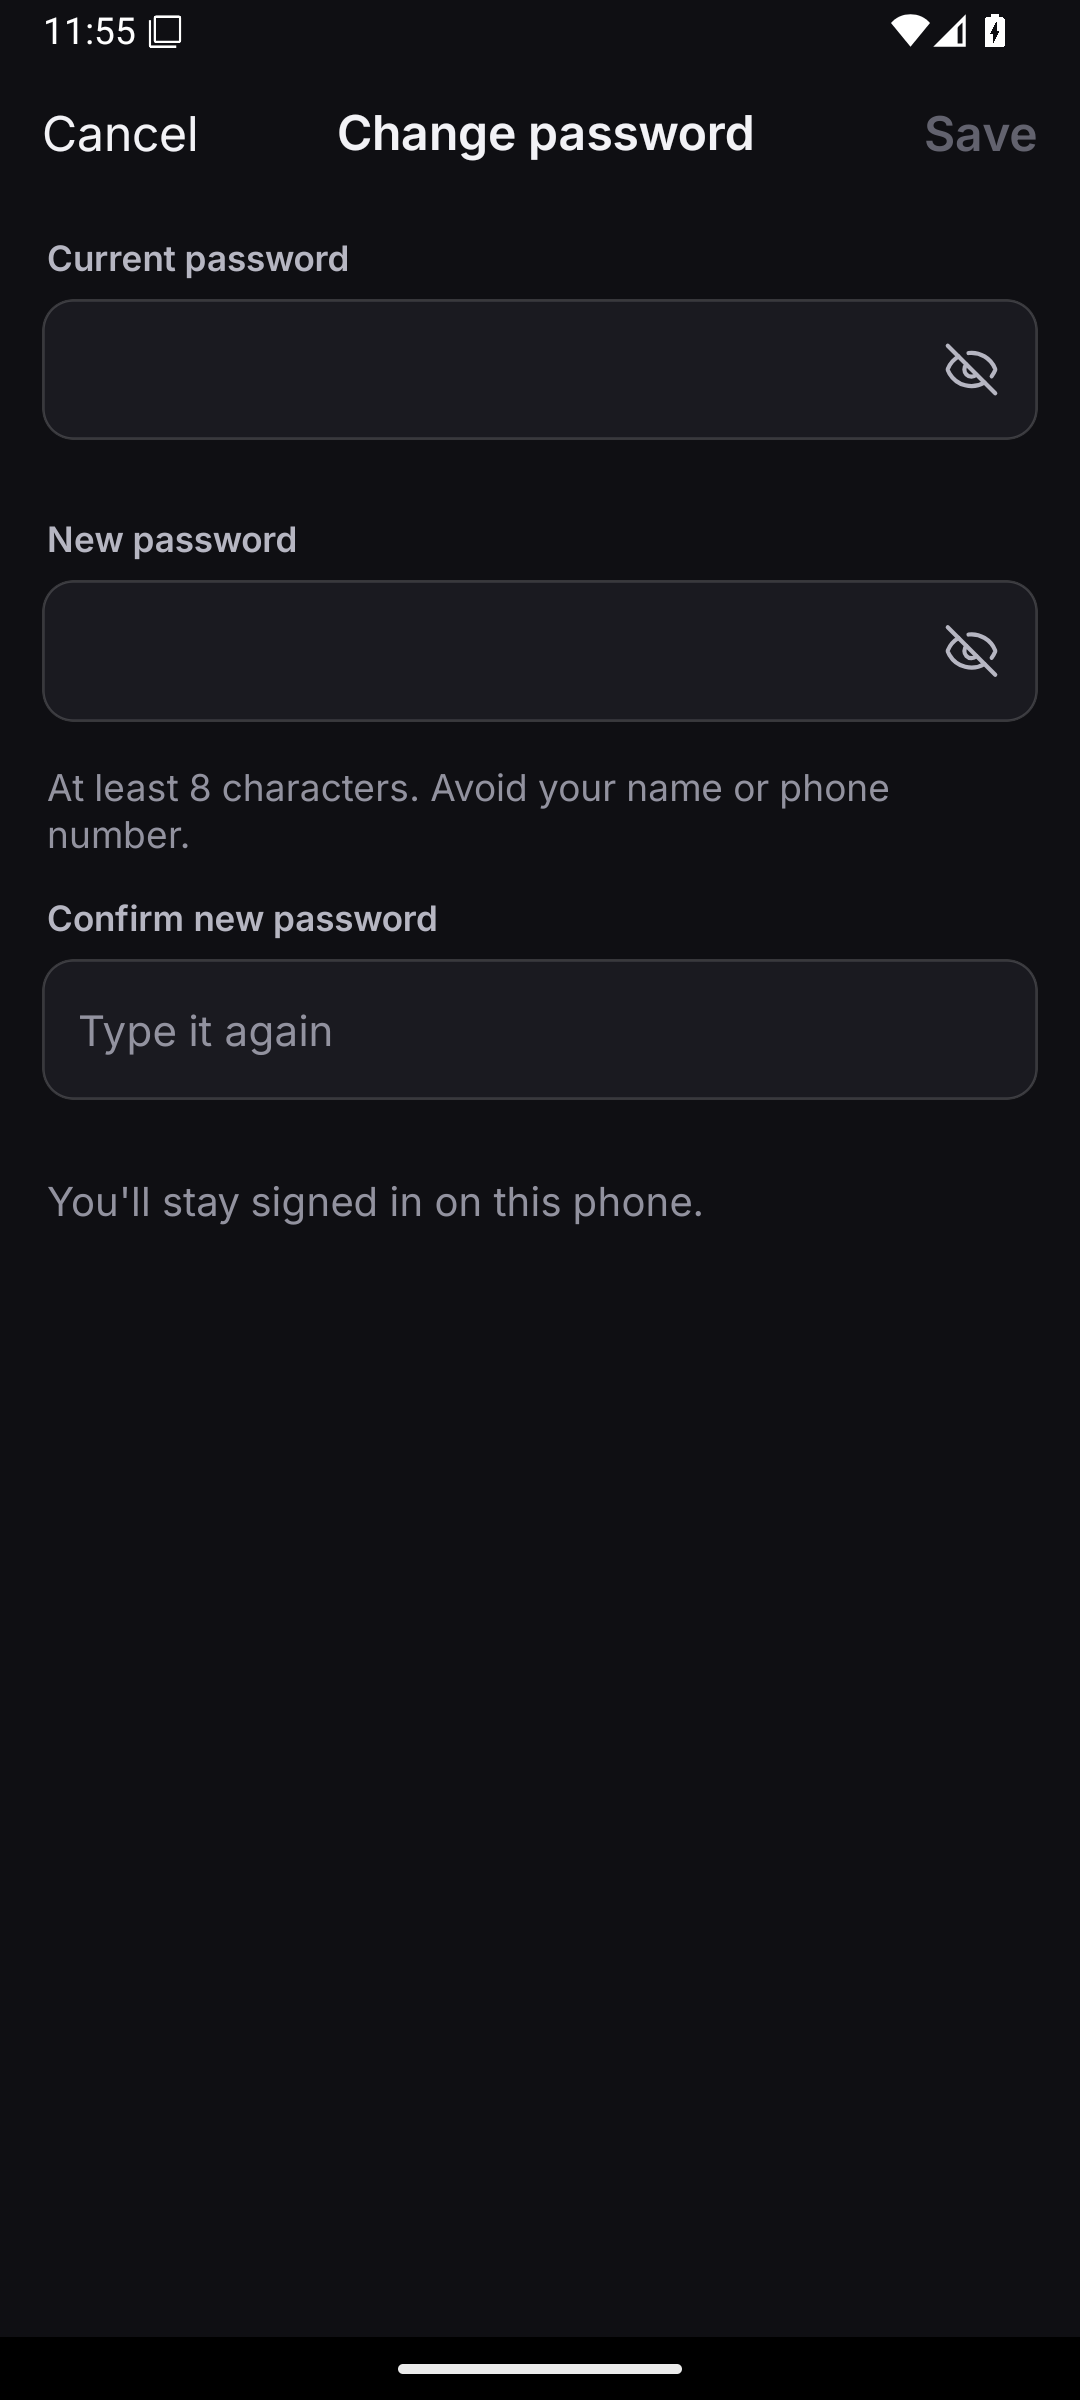 11:55
Cancel
Change password
Save
Current password
New password
At least 8 characters. Avoid your name or phone
number.
Confirm new password
Type it again
You'll stay signed in on this phone.